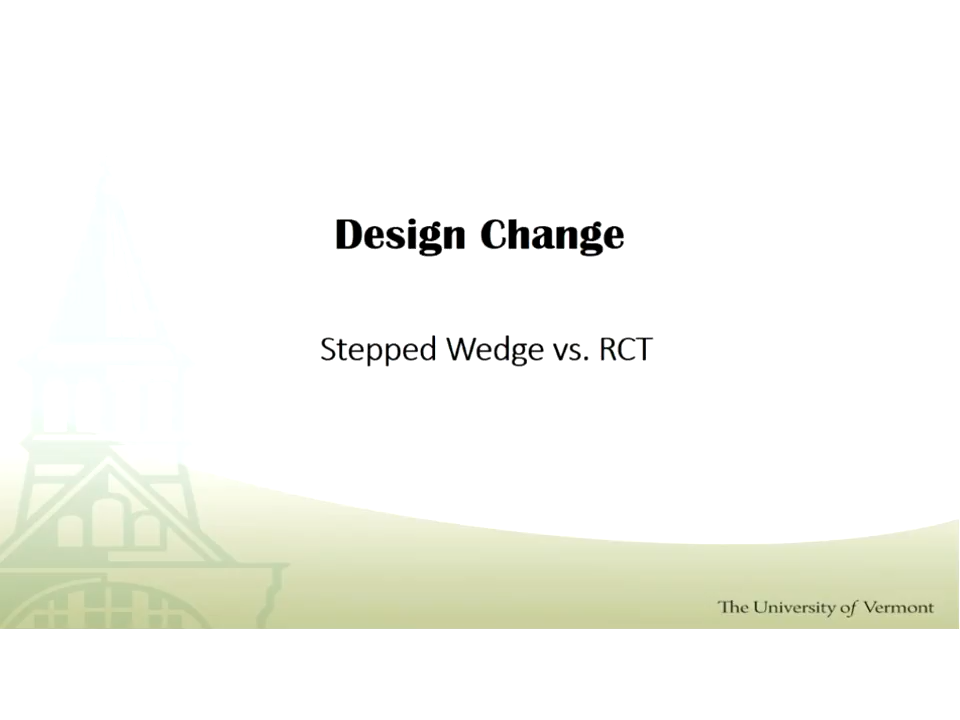 Design Change
Stepped Wedge vs. RCT
The University of Vermont